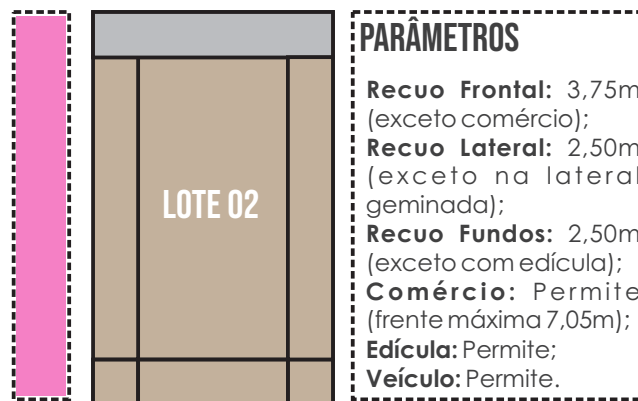 LOTE 02
PARÂMETROS
Recuo Frontal: 3,75m
(exceto comércio);
Recuo Lateral: 2,50m
(exceto na lateral
geminada);
Recuo Fundos: 2,50m
(exceto com edícula);
Comércio: Permite
(frente máxima 7,05m);
Edícula: Permite;
Veículo: Permite.